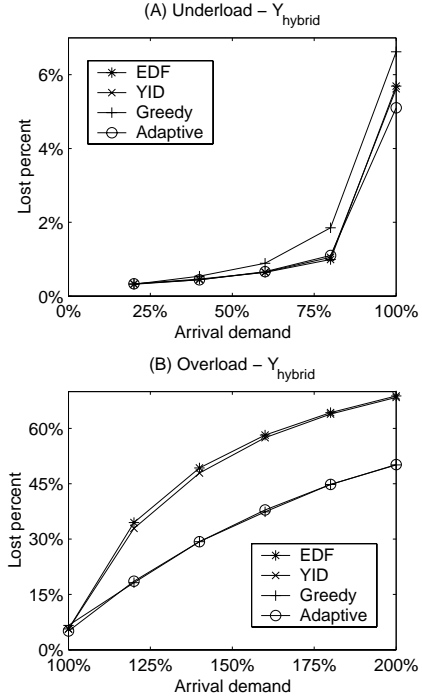 (A) Underload – Y_hybrid
6%
4%
2%
0%
Lost percent
EDF
YID
Greedy
Adaptive
0% 25% 50% 75% 100%
Arrival demand
(B) Overload – Y_hybrid
60%
45%
30%
15%
0%
Lost percent
EDF
YID
Greedy
Adaptive
100% 125% 150% 175% 200%
Arrival demand